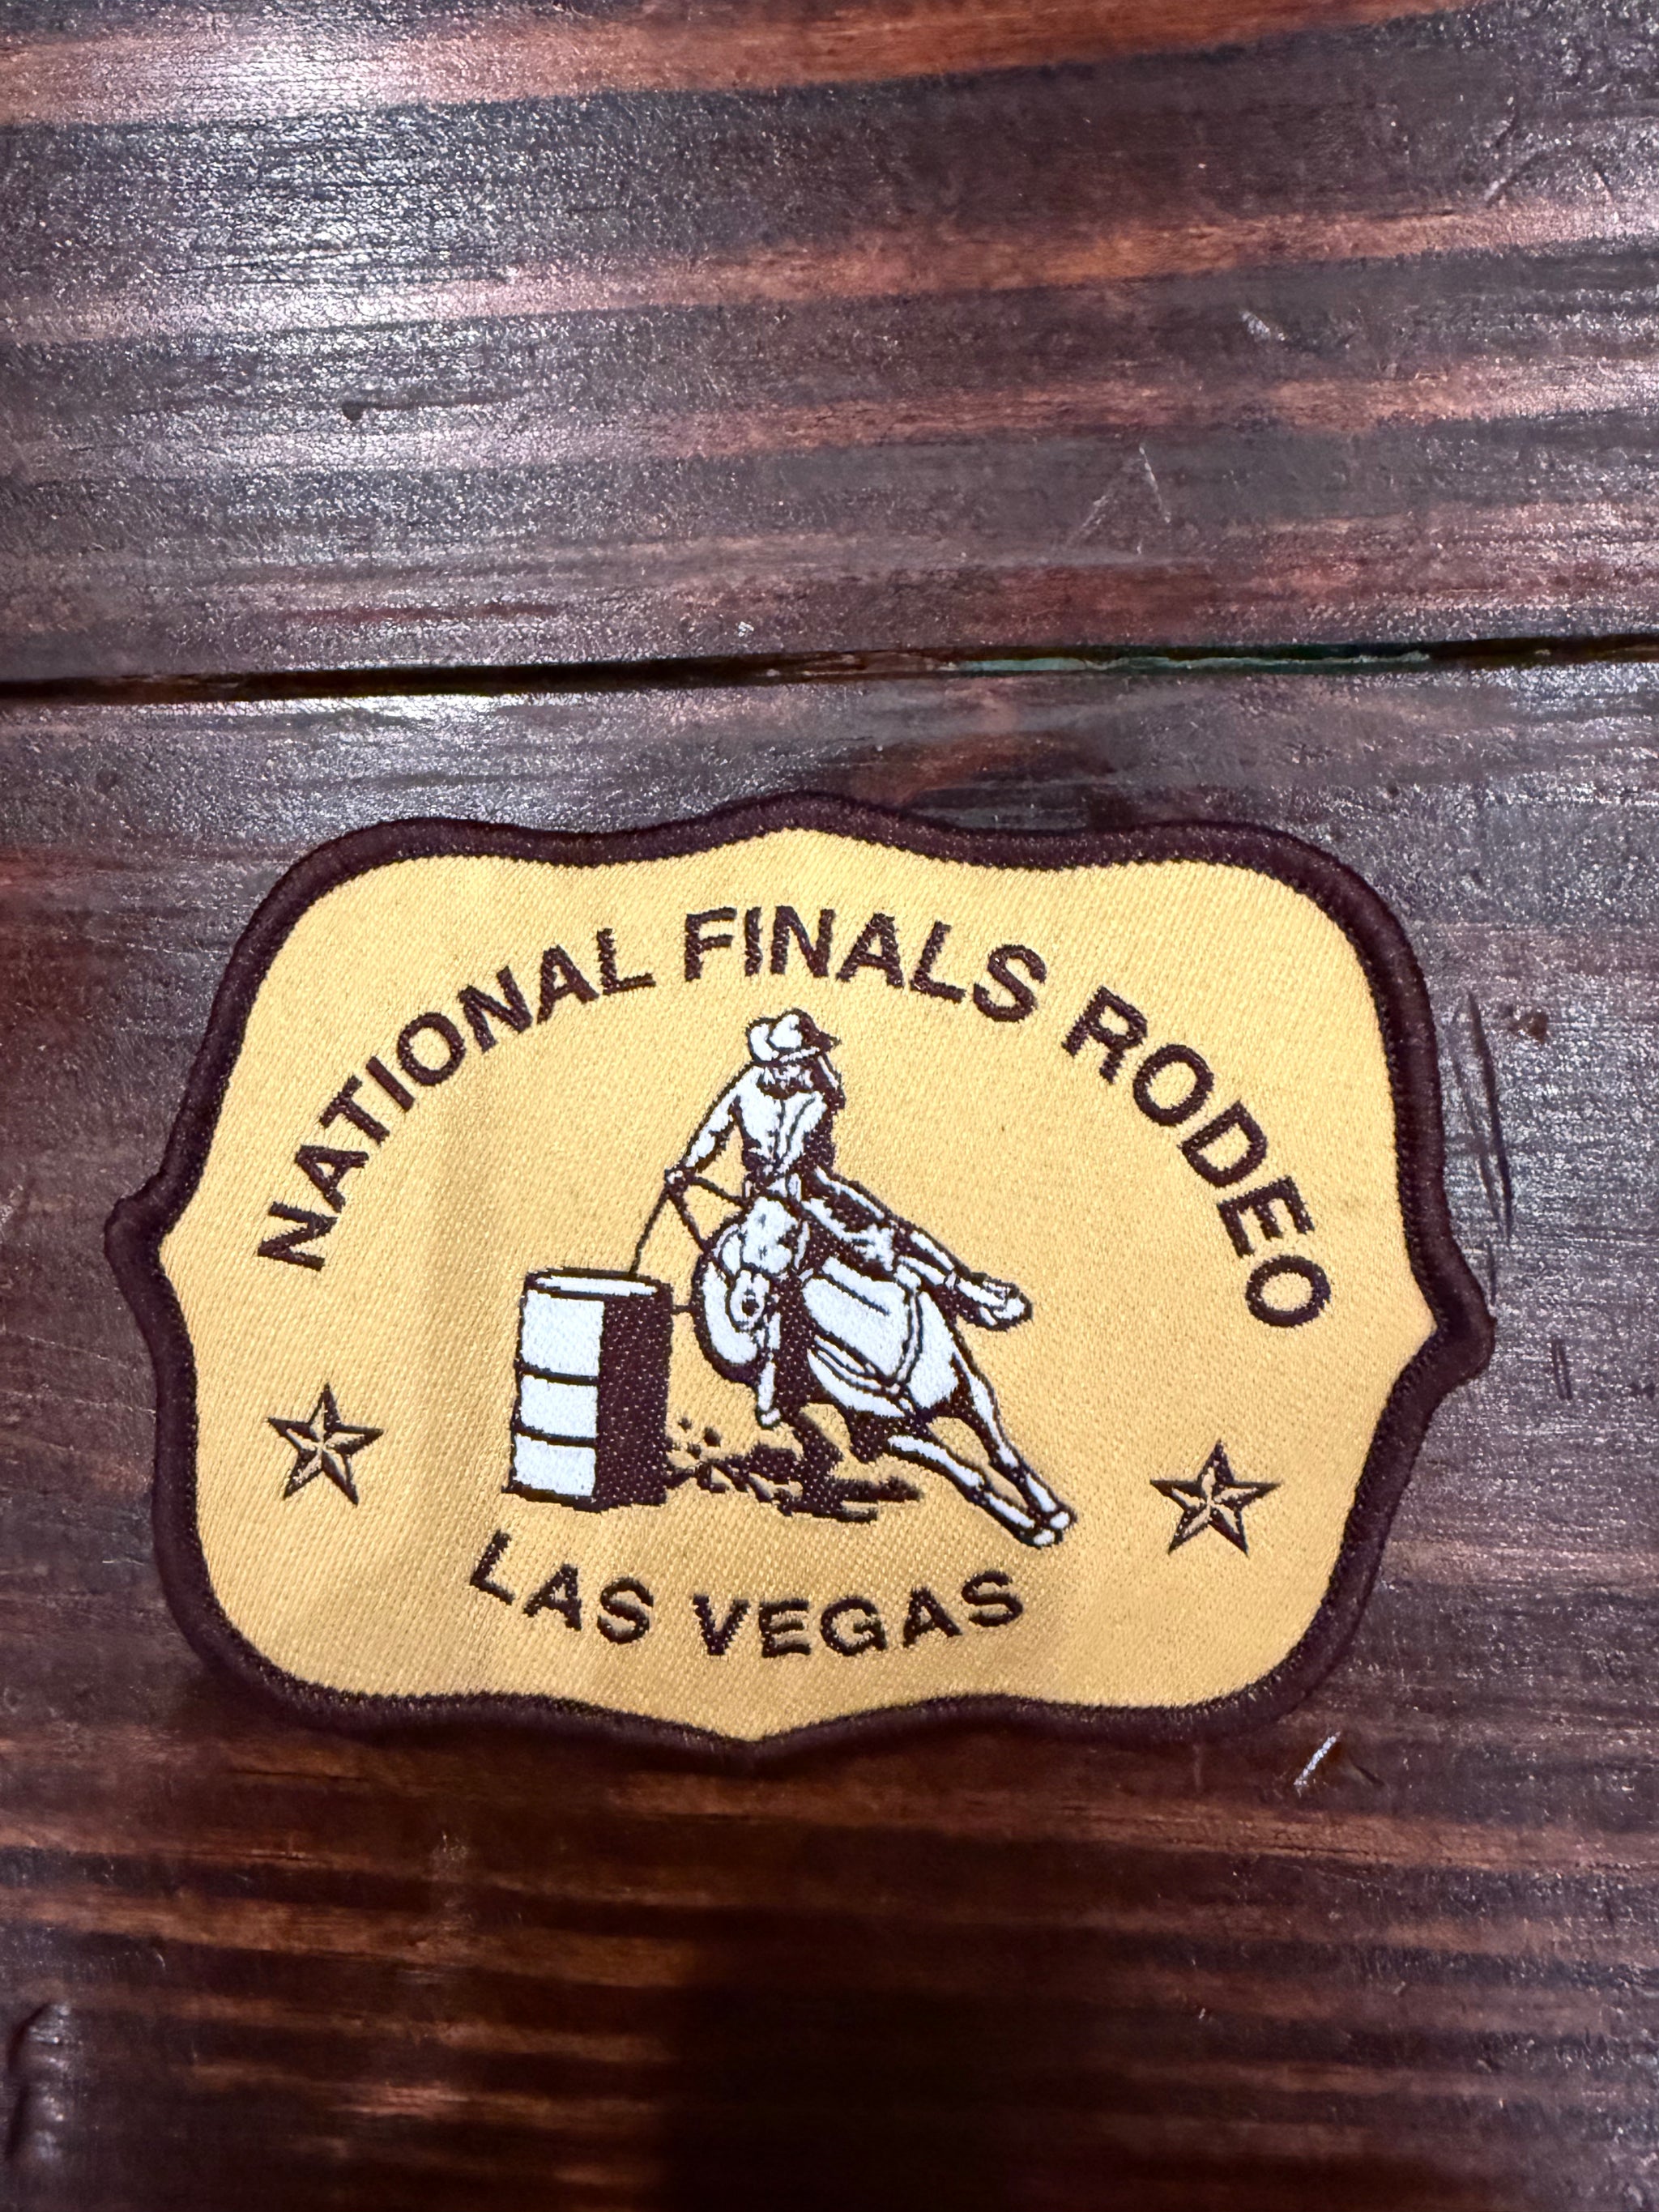 NATIONAL FINALS RODEO
LAS VEGAS